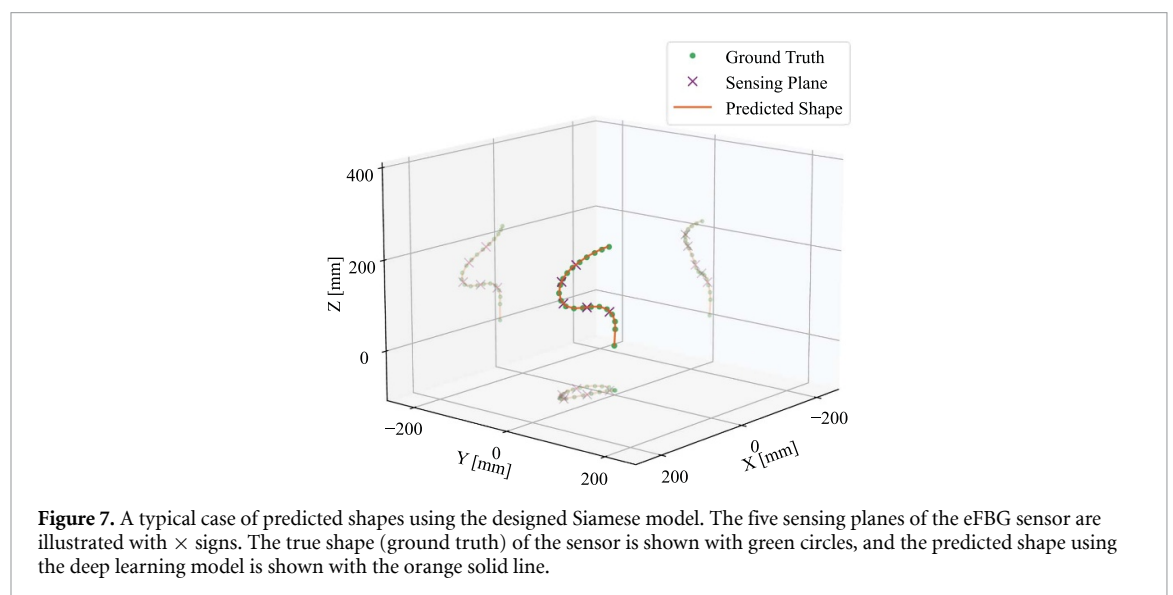 Ground Truth
Sensing Plane
Predicted Shape
400
200
0
Z [mm]
−200
0
200
Y [mm]
200
0
−200
X [mm]
Figure 7. A typical case of predicted shapes using the designed Siamese model. The five sensing planes of the eFBG sensor are
illustrated with × signs. The true shape (ground truth) of the sensor is shown with green circles, and the predicted shape using
the deep learning model is shown with the orange solid line.